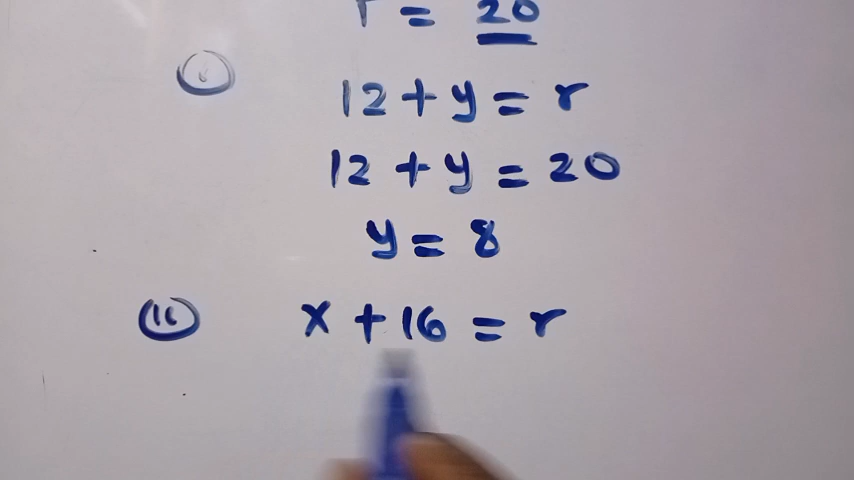 r = 20
(i)
12 + y = r
12 + y = 20
y = 8
(ii) x + 16 = r